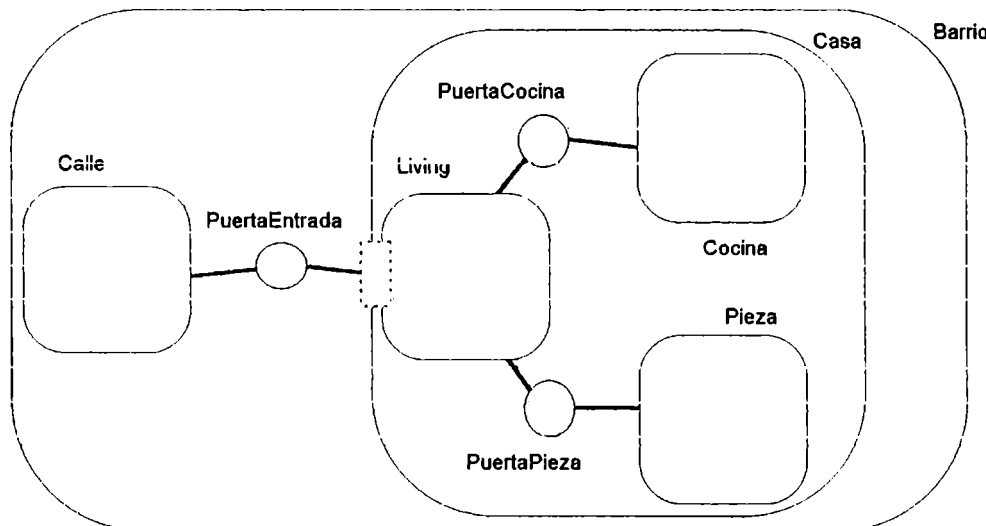 Barrio
Casa
PuertaCocina
Calle
Living
PuertaEntrada
Cocina
Pieza
PuertaPieza